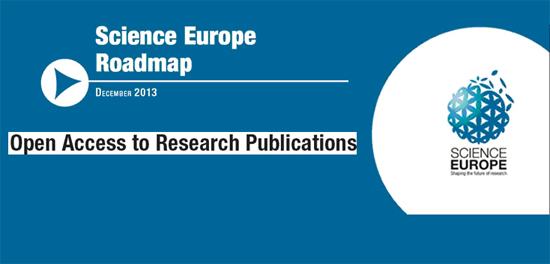 Science Europe
Roadmap
December 2013
Open Access to Research Publications
SCIENCE
EUROPE
Shaping the future of research